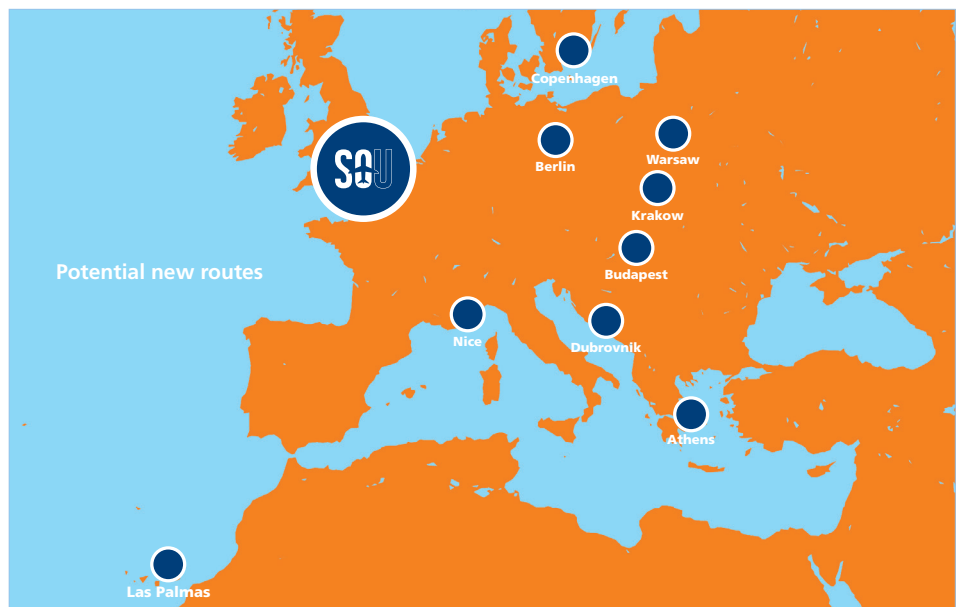 Copenhagen
Berlin
Warsaw
SOU
Krakow
Potential new routes
Budapest
Nice
Dubrovnik
Athens
Las Palmas